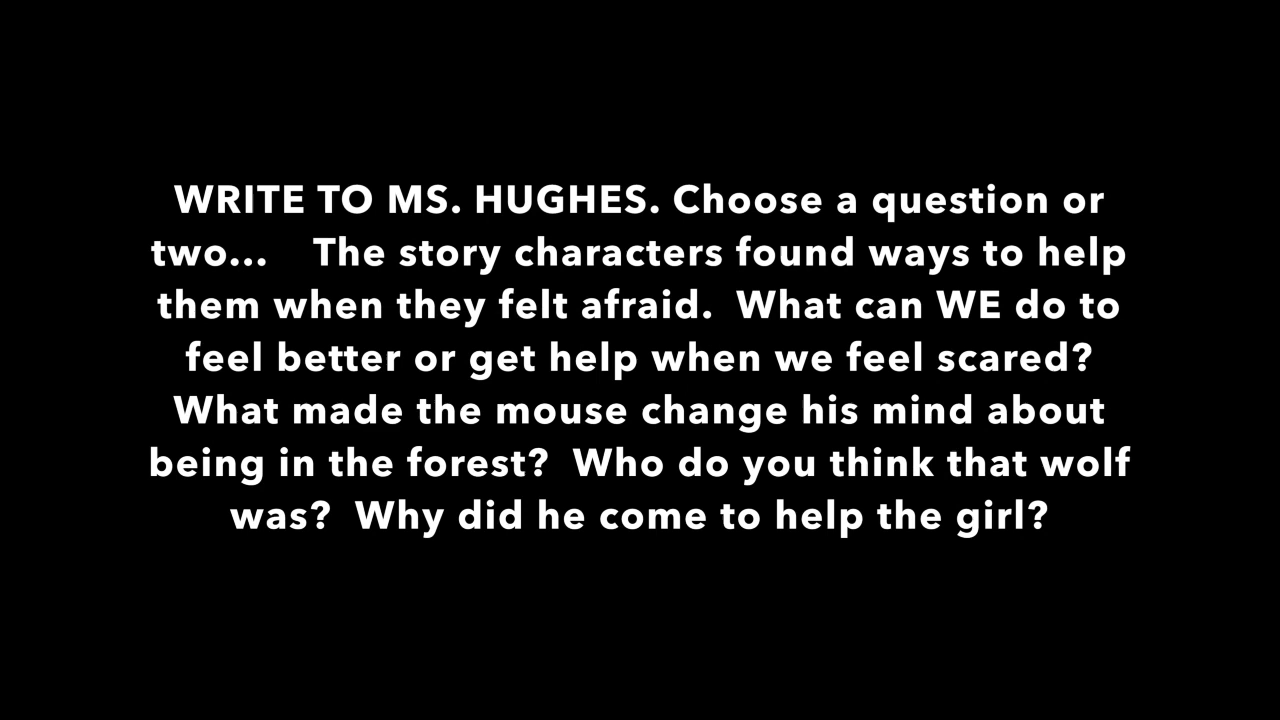 WRITE TO MS. HUGHES. Choose a question or
two... The story characters found ways to help
them when they felt afraid. What can WE do to
feel better or get help when we feel scared?
What made the mouse change his mind about
being in the forest? Who do you think that wolf
was? Why did he come to help the girl?